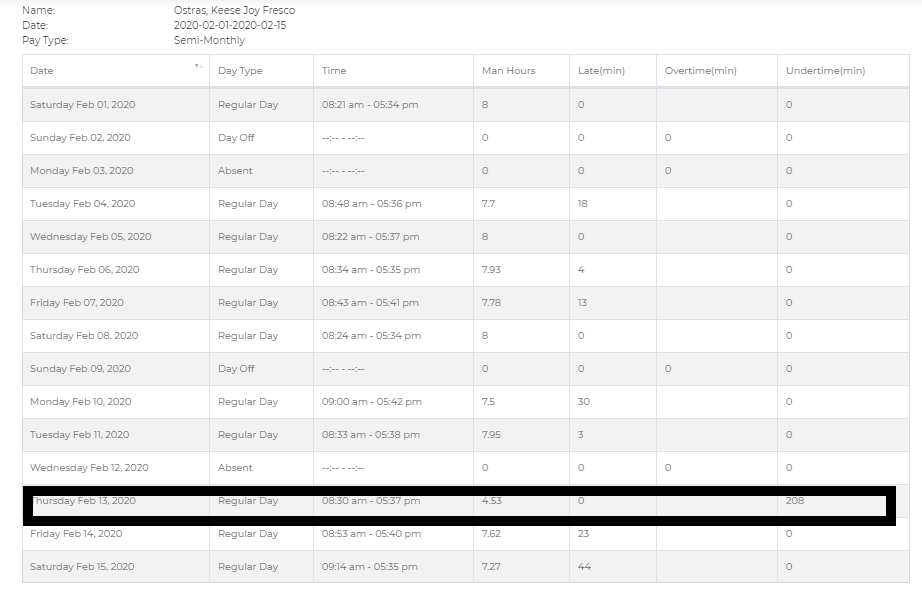 Name: Ostras, Keese Joy Fresco
Date: 2020-02-01-2020-02-15
Pay Type: Semi-Monthly
Date Day Type Time Man Hours Late(min) Overtime(min) Undertime(min)
Saturday Feb 01, 2020 Regular Day 08:21 am - 05:34 pm 8 0 0
Sunday Feb 02, 2020 Day Off --:-- - --:-- 0 0 0 0
Monday Feb 03, 2020 Absent --:-- - --:-- 0 0 0 0
Tuesday Feb 04, 2020 Regular Day 08:48 am - 05:36 pm 7.7 18 0
Wednesday Feb 05, 2020 Regular Day 08:22 am - 05:37 pm 8 0 0
Thursday Feb 06, 2020 Regular Day 08:34 am - 05:35 pm 7.93 4 0
Friday Feb 07, 2020 Regular Day 08:43 am - 05:41 pm 7.78 13 0
Saturday Feb 08, 2020 Regular Day 08:24 am - 05:34 pm 8 0 0
Sunday Feb 09, 2020 Day Off --:-- - --:-- 0 0 0 0
Monday Feb 10, 2020 Regular Day 09:00 am - 05:42 pm 7.5 30 0
Tuesday Feb 11, 2020 Regular Day 08:33 am - 05:38 pm 7.95 3 0
Wednesday Feb 12, 2020 Absent --:-- - --:-- 0 0 0 0
Thursday Feb 13, 2020 Regular Day 08:30 am - 05:37 pm 4.53 0 208
Friday Feb 14, 2020 Regular Day 08:53 am - 05:40 pm 7.62 23 0
Saturday Feb 15, 2020 Regular Day 09:14 am - 05:35 pm 7.27 44 0